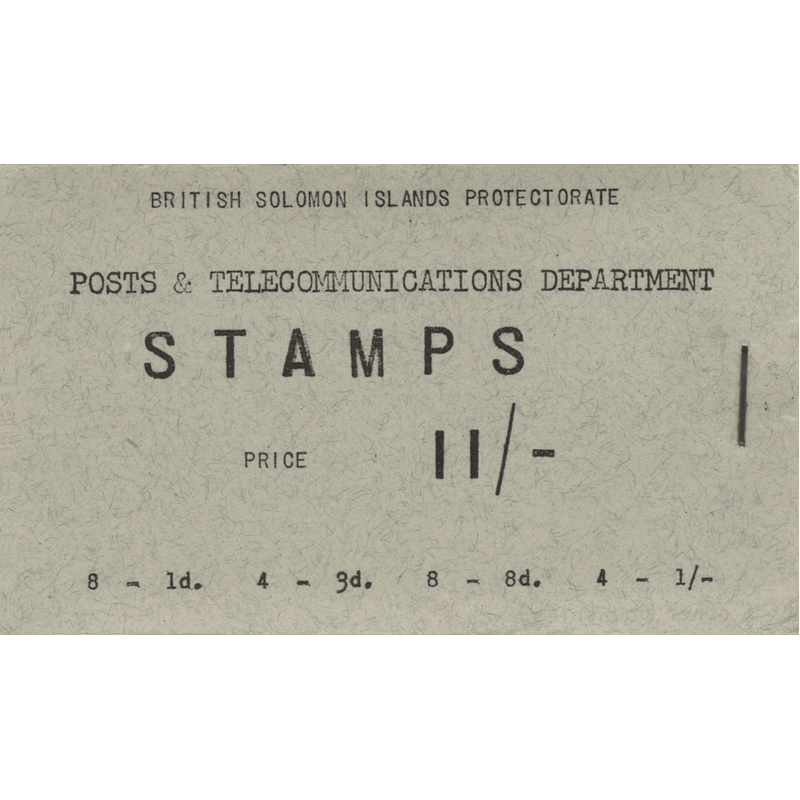 BRITISH SOLOMON ISLANDS PROTECTORATE
POSTS & TELECOMMUNICATIONS DEPARTMENT
STAMPS
PRICE 11/-
8 - 1d. 4 - 3d. 8 - 8d. 4 - 1/-